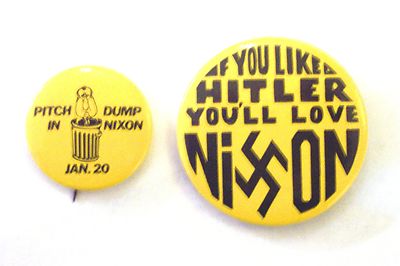 PITCH
IN
DUMP
NIXON
JAN. 20
IF YOU LIKED
HITLER
YOU'LL LOVE
NiXON